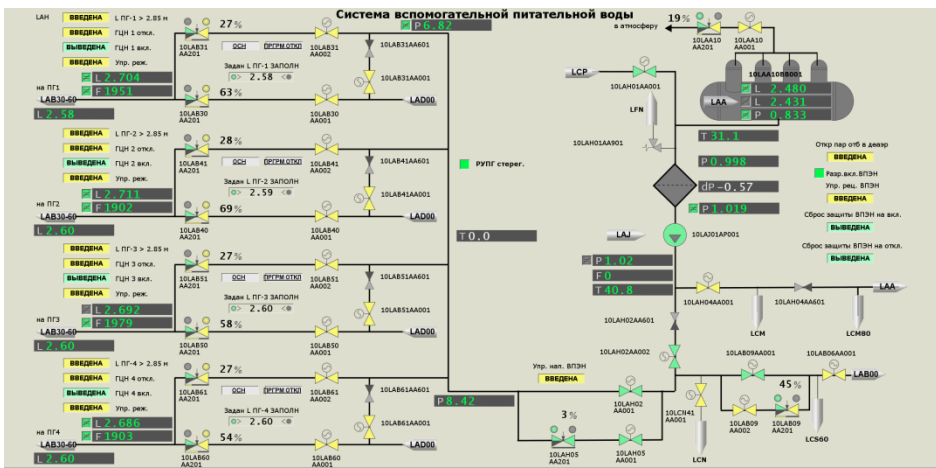 Система вспомогательной питательной воды
LAH
ВВЕДЕНА L ПГ-1 > 2.85 м
ВВЕДЕНА ГЦН 1 откл.
ВЫВЕДЕНА ГЦН 1 вкл.
ВВЕДЕНА Упр. реж.
L 2.704
F 1951
на ПГ1
LAB30-60
L 2.58
27%
10LAB31 AA201
ОСН ПРГРМ ОТКЛ
10LAB31 AA002
10LAB31AA601
Задан L ПГ-1 ЗАПОЛН
2.58
10LAB31AA001
63%
10LAB30 AA201
10LAB30 AA001
LAD00
P 6.82
ВВЕДЕНА L ПГ-2 > 2.85 м
ВВЕДЕНА ГЦН 2 откл.
ВЫВЕДЕНА ГЦН 2 вкл.
ВВЕДЕНА Упр. реж.
L 2.711
F 1902
на ПГ2
LAB30-60
L 2.60
28%
10LAB41 AA201
ОСН ПРГРМ ОТКЛ
10LAB41 AA002
10LAB41AA601
Задан L ПГ-2 ЗАПОЛН
2.59
10LAB41AA001
69%
10LAB40 AA201
10LAB40 AA001
LAD00
ВВЕДЕНА L ПГ-3 > 2.85 м
ВВЕДЕНА ГЦН 3 откл.
ВЫВЕДЕНА ГЦН 3 вкл.
ВВЕДЕНА Упр. реж.
L 2.692
F 1979
на ПГ3
LAB30-60
L 2.60
27%
10LAB51 AA201
ОСН ПРГРМ ОТКЛ
10LAB51 AA002
10LAB51AA601
Задан L ПГ-3 ЗАПОЛН
2.60
10LAB51AA001
58%
10LAB50 AA201
10LAB50 AA001
LAD00
ВВЕДЕНА L ПГ-4 > 2.85 м
ВВЕДЕНА ГЦН 4 откл.
ВЫВЕДЕНА ГЦН 4 вкл.
ВВЕДЕНА Упр. реж.
L 2.686
F 1903
на ПГ4
LAB30-60
L 2.60
27%
10LAB61 AA201
ОСН ПРГРМ ОТКЛ
10LAB61 AA002
10LAB61AA601
Задан L ПГ-4 ЗАПОЛН
2.60
10LAB61AA001
54%
10LAB60 AA201
10LAB60 AA001
LAD00
РУПГ стерег.
T 0.0
P 8.42
в атмосферу
19%
10LAA10 AA201
10LAA10 AA001
LCP
10LAH01AA001
LFN
10LAH01AA901
10LAA10BB001
LAA
L 2.480
L 2.431
P 0.833
T 31.1
P 0.998
dP -0.57
P 1.019
Откр пар отб в деаэр
ВВЕДЕНА
Разр.вкл.ВПЭН
Упр. рец. ВПЭН
ВВЕДЕНА
Сброс защиты ВПЭН на вкл.
ВЫВЕДЕНА
Сброс защиты ВПЭН на откл.
ВЫВЕДЕНА
LAJ
10LAJ01AP001
P 1.02
F 0
T 40.8
10LAH04AA001
10LAH04AA601
LAA
LCM
LCM80
10LAH02AA601
10LAH02AA002
Упр. нап. ВПЭН
ВВЕДЕНА
10LAH02 AA001
3%
10LAH05 AA201
10LAH05 AA001
10LCN41 AA001
LCN
10LAB09AA001
10LAB06AA001
LAB00
45%
10LAB09 AA002
10LAB09 AA201
LCS60